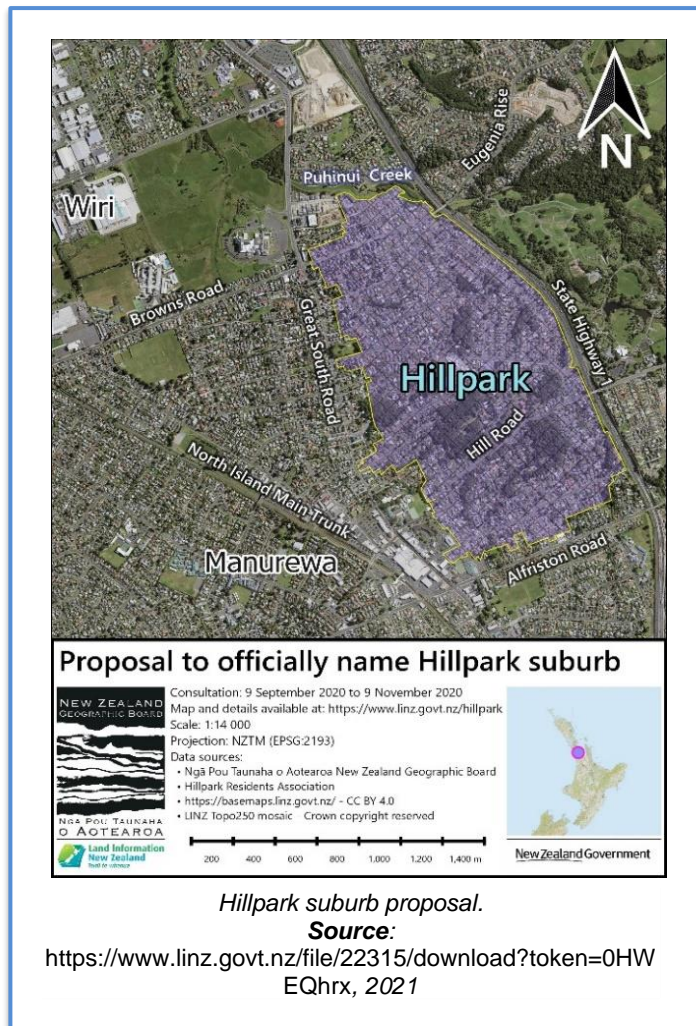 N
Eugenia Rise
Puhinui Creek
Wiri
Browns Road
Great South Road
State Highway 1
Hillpark
Hill Road
North Island Main Trunk
Manurewa
Alfriston Road
Proposal to officially name Hillpark suburb
NEW ZEALAND
GEOGRAPHIC BOARD
NGĀ POU TAUNAHA
O AOTEAROA
Land Information
New Zealand
Toitū te whenua
Consultation: 9 September 2020 to 9 November 2020
Map and details available at: https://www.linz.govt.nz/hillpark
Scale: 1:14 000
Projection: NZTM (EPSG:2193)
Data sources:
• Ngā Pou Taunaha o Aotearoa New Zealand Geographic Board
• Hillpark Residents Association
• https://basemaps.linz.govt.nz/ - CC BY 4.0
• LINZ Topo250 mosaic Crown copyright reserved
200 400 600 800 1,000 1,200 1,400 m
New Zealand Government
Hillpark suburb proposal.
Source:
https://www.linz.govt.nz/file/22315/download?token=0HW
EQhrx, 2021